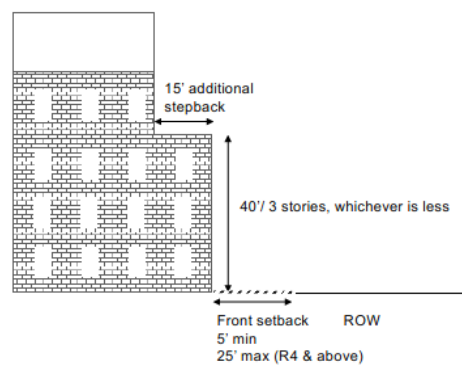 15’ additional
stepback
40’/ 3 stories, whichever is less
Front setback
ROW
5’ min
25’ max (R4 & above)